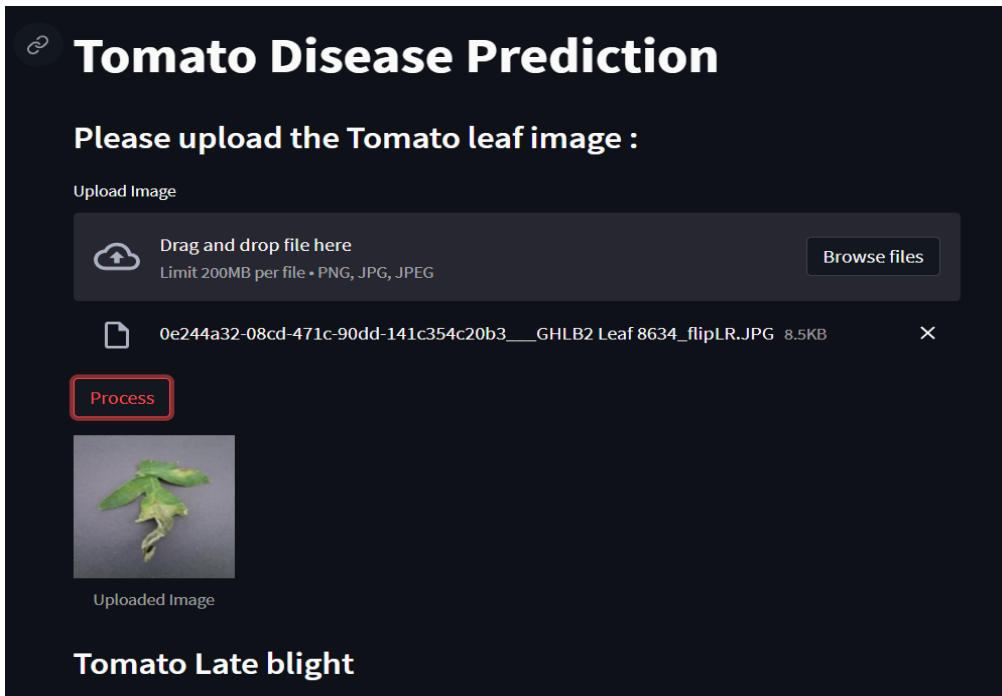 Tomato Disease Prediction
Please upload the Tomato leaf image :
Upload Image
Drag and drop file here
Limit 200MB per file • PNG, JPG, JPEG
Browse files
0e244a32-08cd-471c-90dd-141c354c20b3___GHLB2 Leaf 8634_flipLR.JPG 8.5KB
Process
Uploaded Image
Tomato Late blight